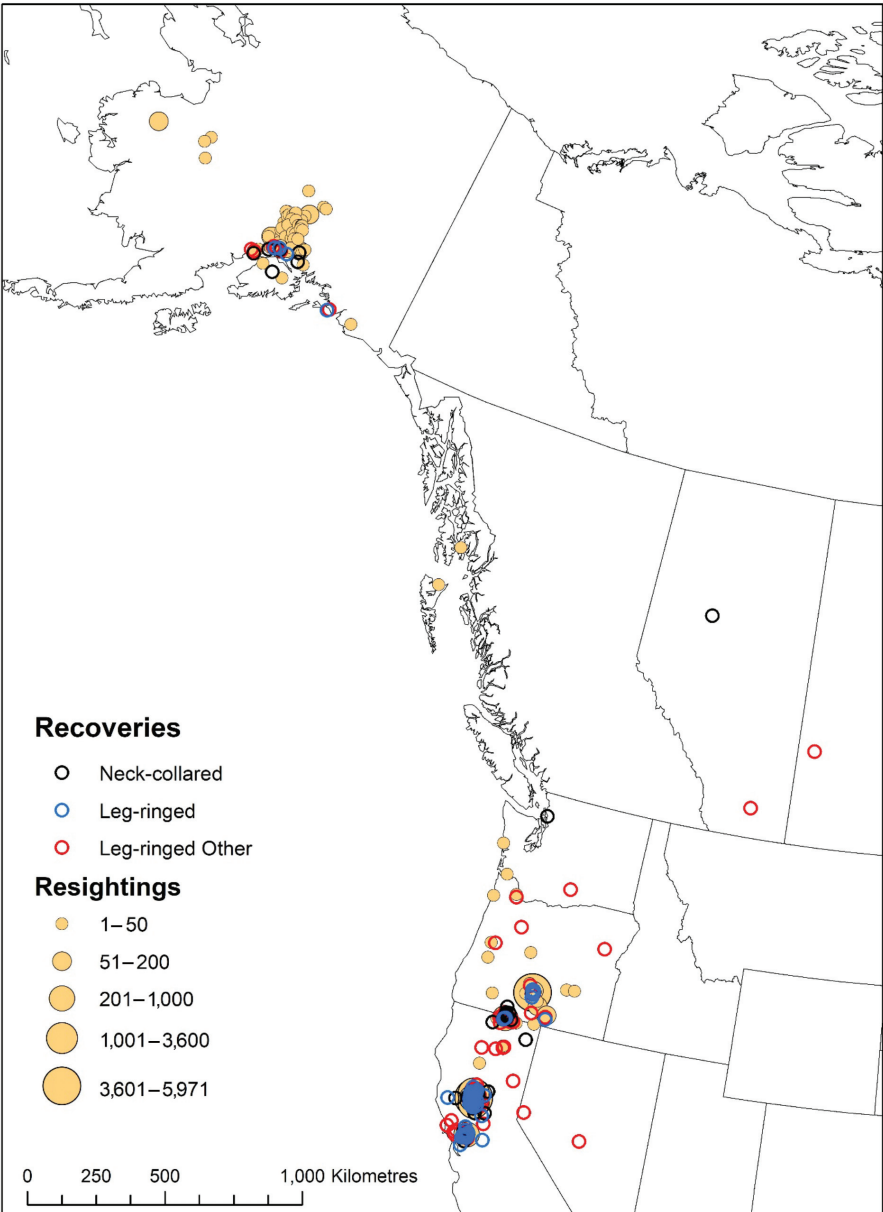 Recoveries
Neck-collared
Leg-ringed
Leg-ringed Other
Resightings
1–50
51–200
201–1,000
1,001–3,600
3,601–5,971
0 250 500 1,000 Kilometres